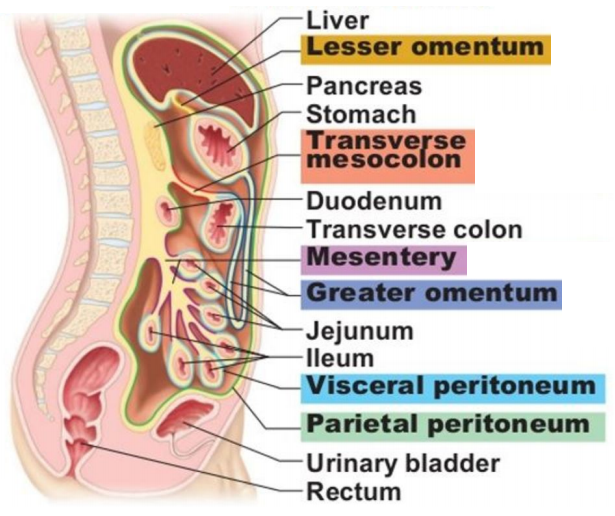 Liver
Lesser omentum
Pancreas
Stomach
Transverse
mesocolon
Duodenum
Transverse colon
Mesentery
Greater omentum
Jejunum
Ileum
Visceral peritoneum
Parietal peritoneum
Urinary bladder
Rectum